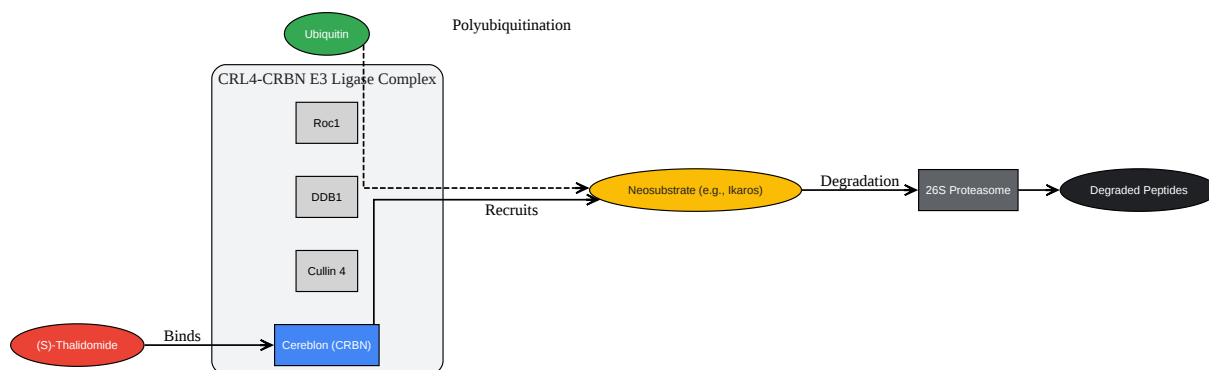 Ubiquitin
Polyubiquitination
CRL4-CRBN E3 Ligase Complex
Roc1
DDB1
Neosubstrate (e.g., Ikaros)
Degradation
26S Proteasome
Degraded Peptides
Recruits
Cullin 4
(S)-Thalidomide
Binds
Cereblon (CRBN)